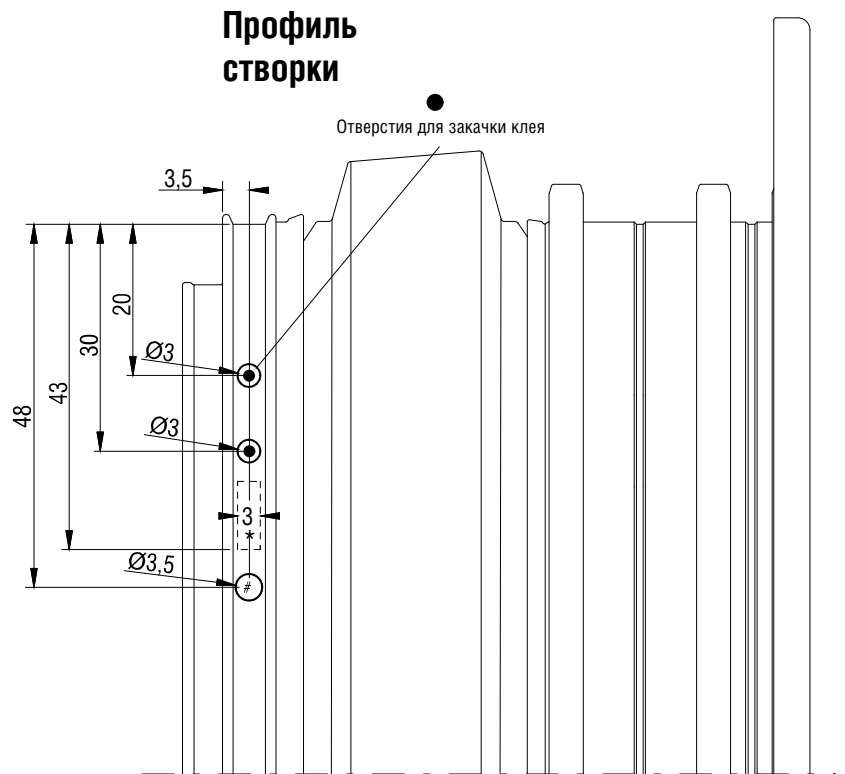 Профиль
створки
Отверстия для закачки клея
3,5
20
30
43
48
Ø3
Ø3
3
*
Ø3,5
#